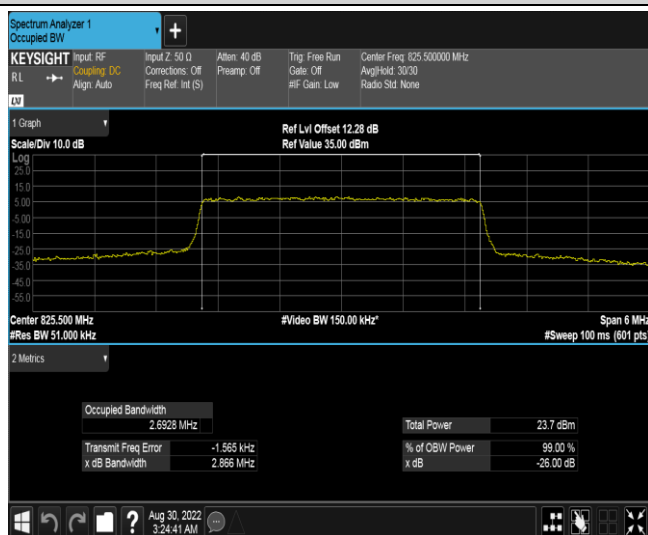 Spectrum Analyzer 1
Occupied BW
+
KEYSIGHT
RL
LXI
Input: RF
Coupling: DC
Align: Auto
Input Z: 50 Ω
Corrections: Off
Freq Ref: Int (S)
Atten: 40 dB
Preamp: Off
Trig: Free Run
Gate: Off
#IF Gain: Low
Center Freq: 825.500000 MHz
Avg|Hold: 30/30
Radio Std: None
1 Graph
Scale/Div 10.0 dB
Ref Lvl Offset 12.28 dB
Ref Value 35.00 dBm
Log
25.0
15.0
5.00
-5.00
-15.0
-25.0
-35.0
-45.0
-55.0
Center 825.500 MHz
#Video BW 150.00 kHz*
Span 6 MHz
#Res BW 51.000 kHz
#Sweep 100 ms (601 pts)
2 Metrics
Occupied Bandwidth
2.6928 MHz
Total Power 23.7 dBm
Transmit Freq Error -1.565 kHz
% of OBW Power 99.00 %
x dB Bandwidth 2.866 MHz
x dB -26.00 dB
?
Aug 30, 2022
3:24:41 AM